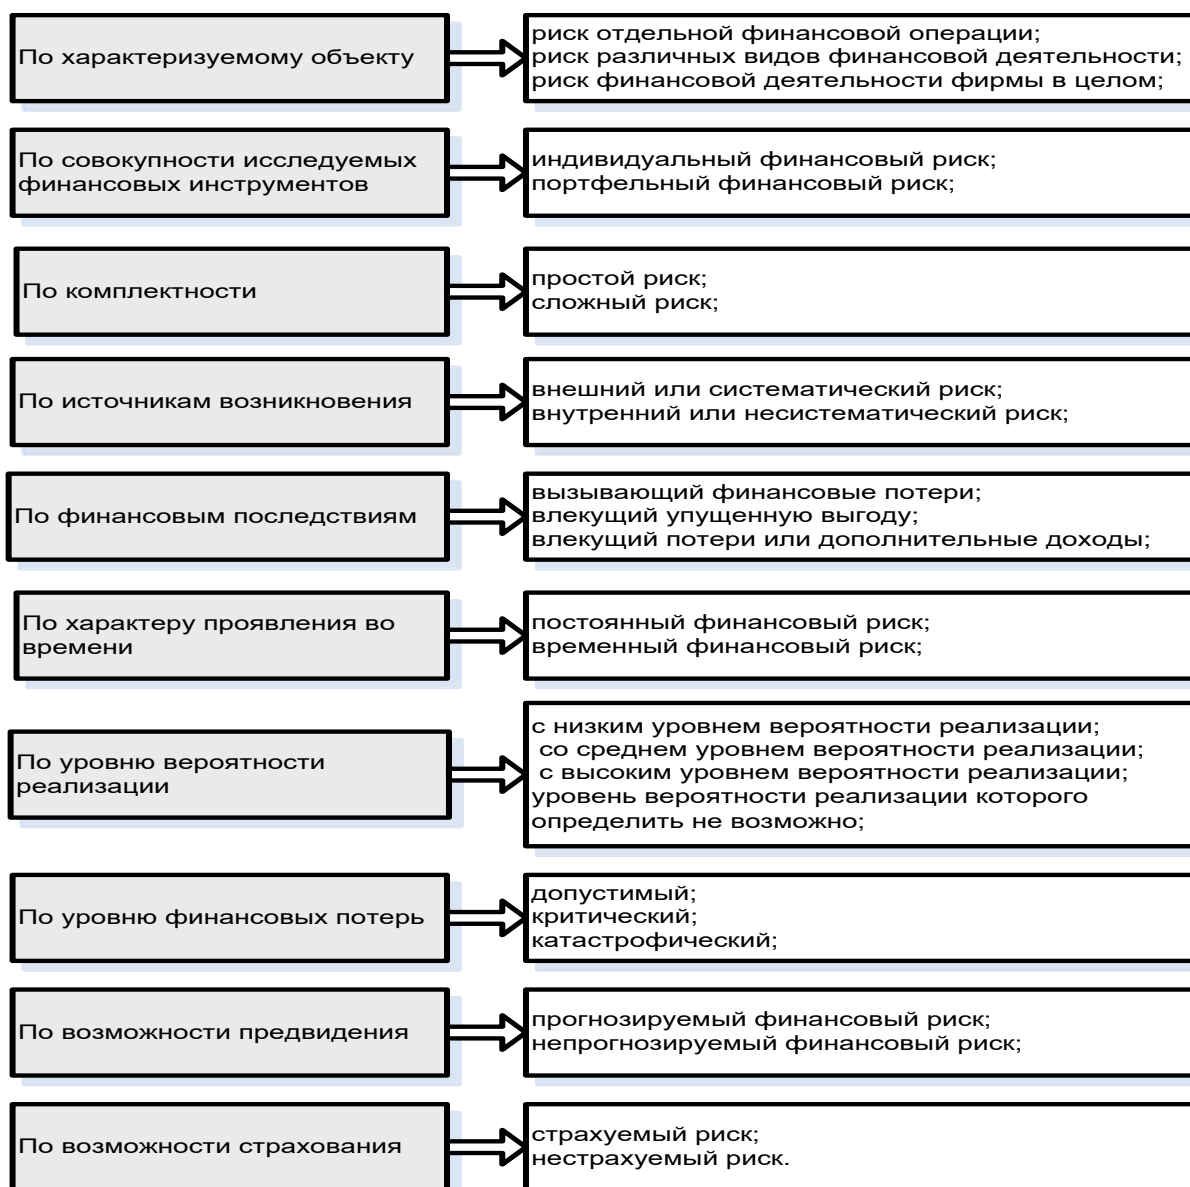 По характеризуемому объекту
риск отдельной финансовой операции;
риск различных видов финансовой деятельности;
риск финансовой деятельности фирмы в целом;
По совокупности исследуемых
финансовых инструментов
индивидуальный финансовый риск;
портфельный финансовый риск;
По комплектности
простой риск;
сложный риск;
По источникам возникновения
внешний или систематический риск;
внутренний или несистематический риск;
По финансовым последствиям
вызывающий финансовые потери;
влекущий упущенную выгоду;
влекущий потери или дополнительные доходы;
По характеру проявления во
времени
постоянный финансовый риск;
временный финансовый риск;
По уровню вероятности
реализации
с низким уровнем вероятности реализации;
со среднем уровнем вероятности реализации;
с высоким уровнем вероятности реализации;
уровень вероятности реализации которого
определить не возможно;
По уровню финансовых потерь
допустимый;
критический;
катастрофический;
По возможности предвидения
прогнозируемый финансовый риск;
непрогнозируемый финансовый риск;
По возможности страхования
страхуемый риск;
нестрахуемый риск.